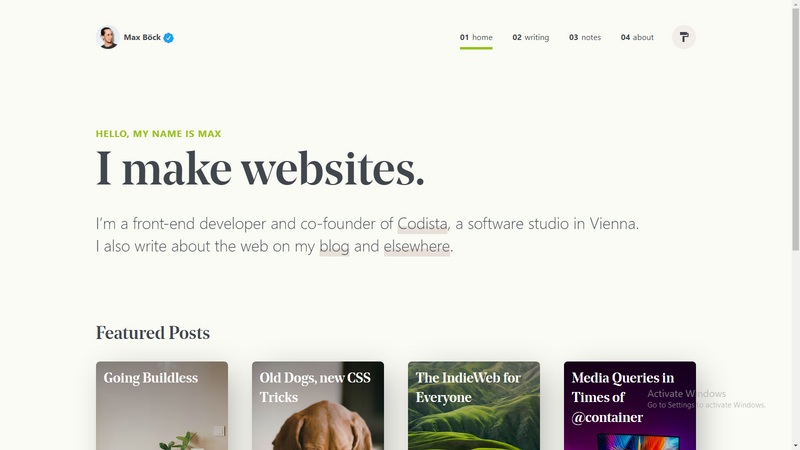 Max Böck
01 home 02 writing 03 notes 04 about
HELLO, MY NAME IS MAX
I make websites.
I'm a front-end developer and co-founder of Codista, a software studio in Vienna.
I also write about the web on my blog and elsewhere.
Featured Posts
Going Buildless
Old Dogs, new CSS
Tricks
The IndieWeb for
Everyone
Media Queries in
Times of
@container
Activate Windows
Go to Settings to activate Windows.